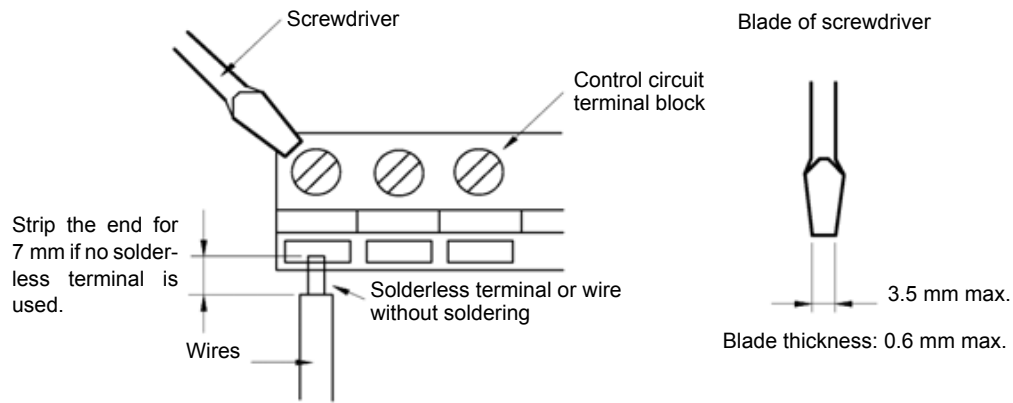 Screwdriver
Blade of screwdriver
Control circuit
terminal block
Strip the end for
7 mm if no solder-
less terminal is
used.
Solderless terminal or wire
without soldering
Wires
3.5 mm max.
Blade thickness: 0.6 mm max.